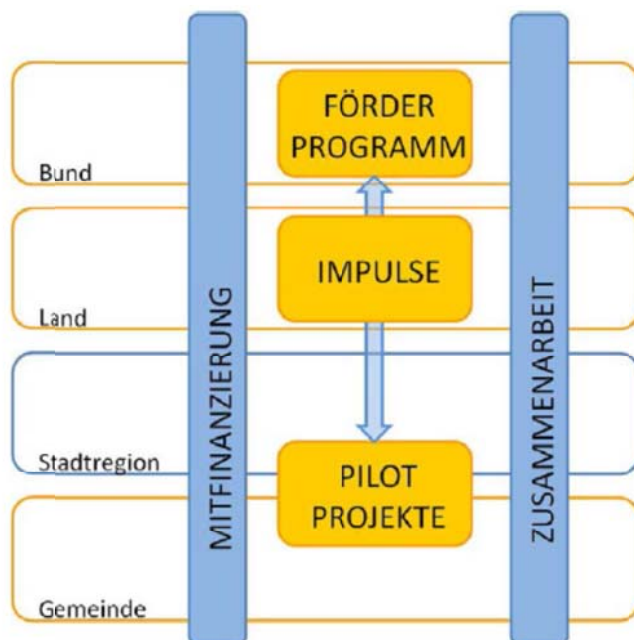 FÖRDER
PROGRAMM
Bund
IMPULSE
Land
MITFINANZIERUNG
ZUSAMMENARBEIT
Stadtregion
PILOT
PROJEKTE
Gemeinde